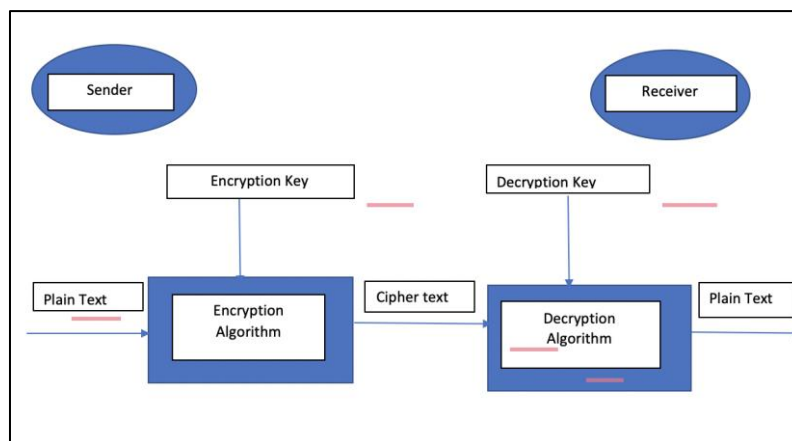 Sender
Receiver
Encryption Key
Decryption Key
Plain Text
Encryption
Algorithm
Cipher text
Decryption
Algorithm
Plain Text